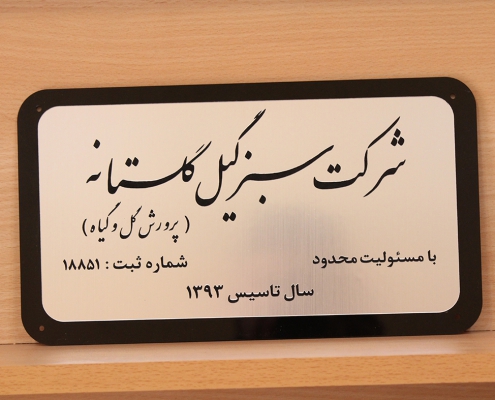 شرکت سبز گیل گلستانه
( پرورش گل و گیاه )
با مسئولیت محدود
شماره ثبت : ۱۸۸۵۱
سال تاسیس ۱۳۹۳